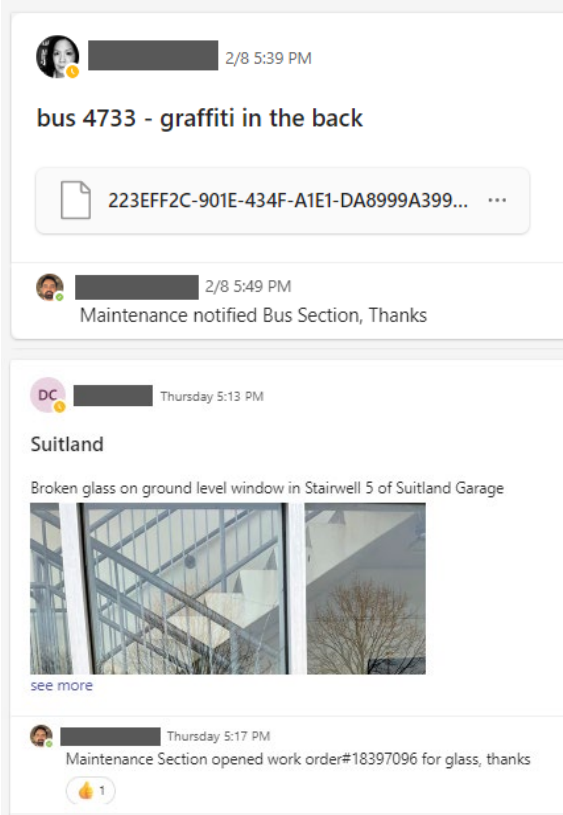 2/8 5:39 PM
bus 4733 - graffiti in the back
223EFF2C-901E-434F-A1E1-DA8999A399...
2/8 5:49 PM
Maintenance notified Bus Section, Thanks
DC Thursday 5:13 PM
Suitland
Broken glass on ground level window in Stairwell 5 of Suitland Garage
see more
Thursday 5:17 PM
Maintenance Section opened work order#18397096 for glass, thanks
1